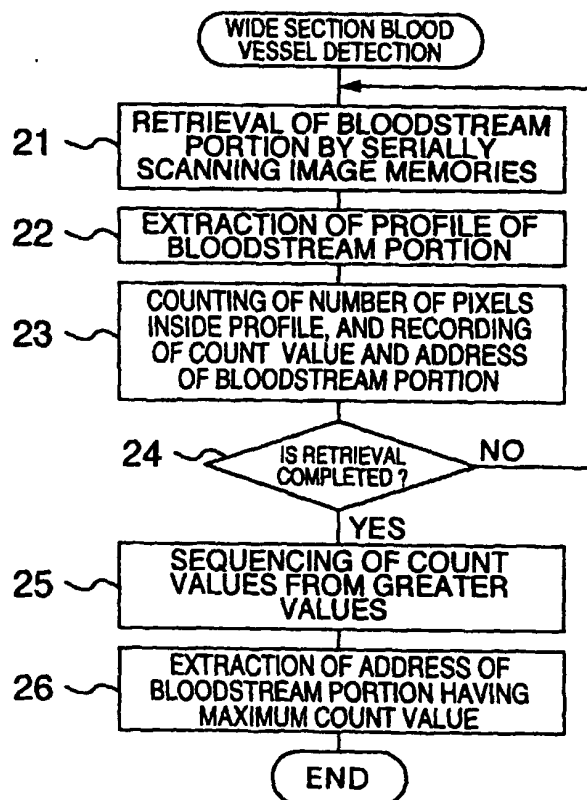 WIDE SECTION BLOOD
VESSEL DETECTION
21
RETRIEVAL OF BLOODSTREAM
PORTION BY SERIALLY
SCANNING IMAGE MEMORIES
22
EXTRACTION OF PROFILE OF
BLOODSTREAM PORTION
23
COUNTING OF NUMBER OF PIXELS
INSIDE PROFILE, AND RECORDING
OF COUNT VALUE AND ADDRESS
OF BLOODSTREAM PORTION
24
IS RETRIEVAL
COMPLETED ?
NO
YES
25
SEQUENCING OF COUNT
VALUES FROM GREATER
VALUES
26
EXTRACTION OF ADDRESS OF
BLOODSTREAM PORTION HAVING
MAXIMUM COUNT VALUE
END